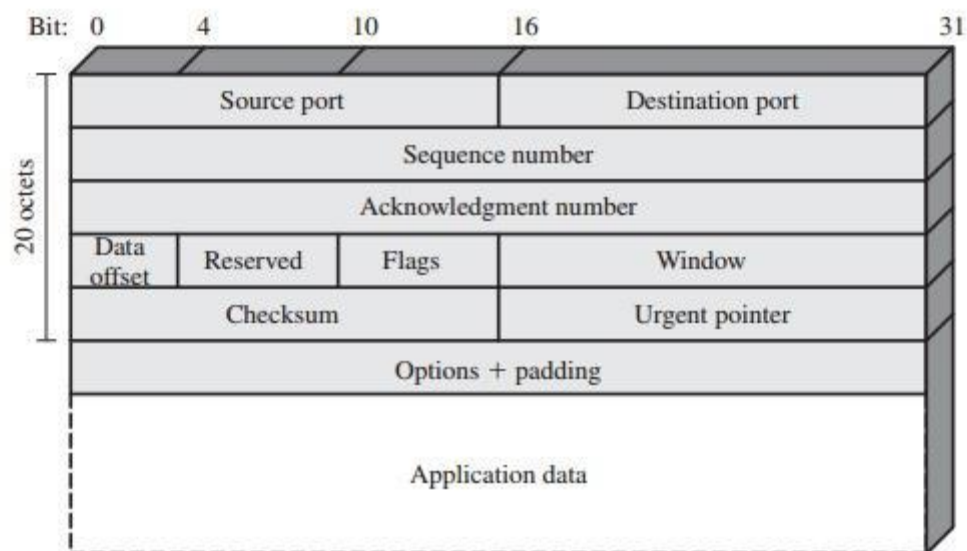 Bit: 0 4 10 16 31
Source port Destination port
Sequence number
Acknowledgment number
Data
offset
Reserved Flags Window
Checksum Urgent pointer
Options + padding
Application data
20 octets